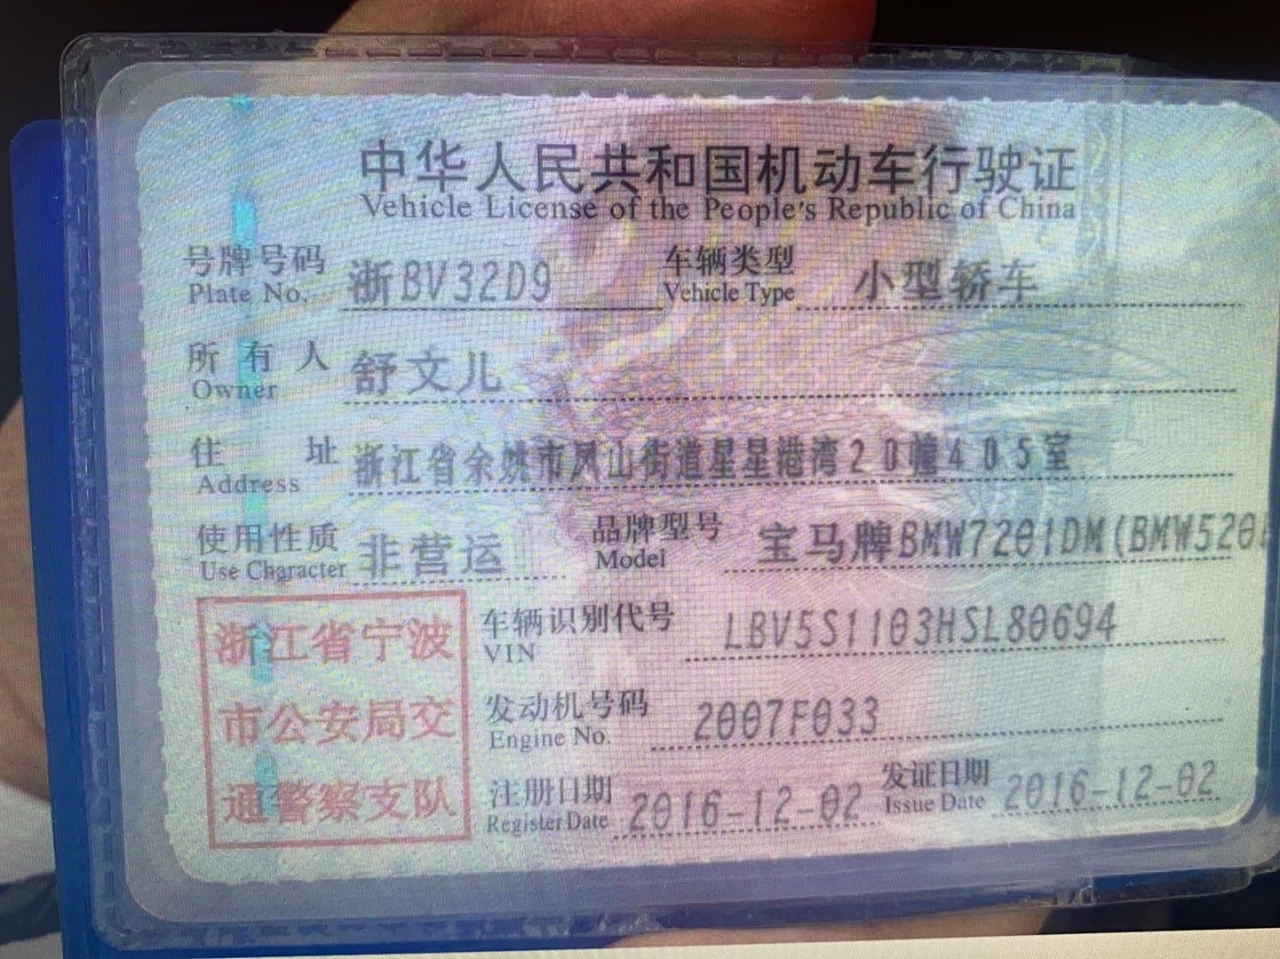 中华人民共和国机动车行驶证
Vehicle License of the People's Republic of China
号牌号码 浙BV32D9 车辆类型 小型轿车
Plate No. Vehicle Type
所有人 舒文儿
Owner
住址 浙江省余姚市凤山街道星星港湾20幢405室
Address
使用性质 非营运 品牌型号 宝马牌BMW7201DM(BMW520
Use Character Model
浙江省宁波
市公安局交
通警察支队
车辆识别代号 LBV5S1103HSL80694
VIN
发动机号码 2007F033
Engine No.
注册日期 2016-12-02 发证日期 2016-12-02
Register Date Issue Date